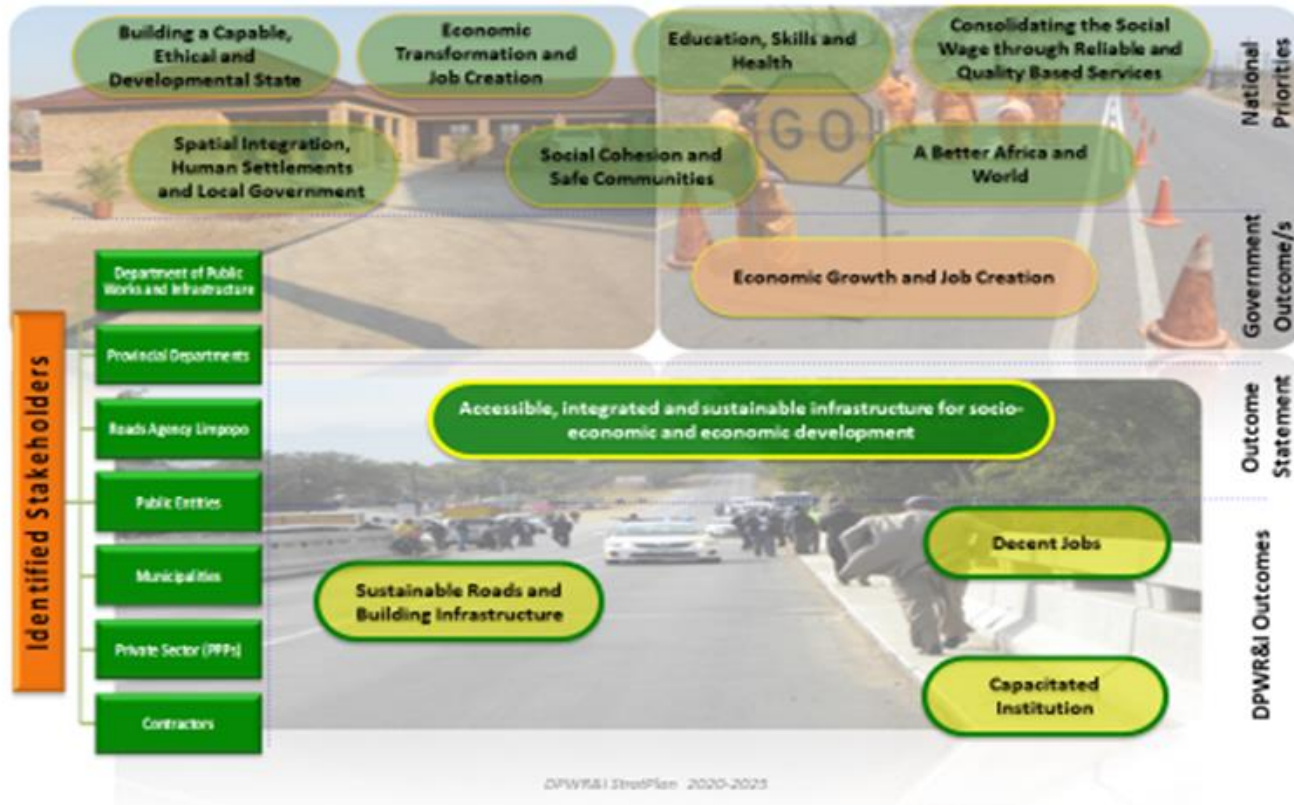 Building a Capable,
Ethical and
Developmental State
Economic
Transformation and
Job Creation
Education, Skills and
Health
Consolidating the Social
Wage through Reliable and
Quality Based Services
National
Priorities
Spatial Integration,
Human Settlements
and Local Government
Social Cohesion and
Safe Communities
A Better Africa and
World
GO
Government
Outcome/s
Economic Growth and Job Creation
Identified Stakeholders
Department of Public
Works and Infrastructure
Provincial Departments
Roads Agency Limpopo
Public Entities
Municipalities
Private Sector (PPPs)
Contractors
Outcome
Statement
Accessible, integrated and sustainable infrastructure for socio-
economic and economic development
DPWR&I Outcomes
Decent Jobs
Sustainable Roads and
Building Infrastructure
Capacitated
Institution
DPWR&I StratPlan 2020-2025